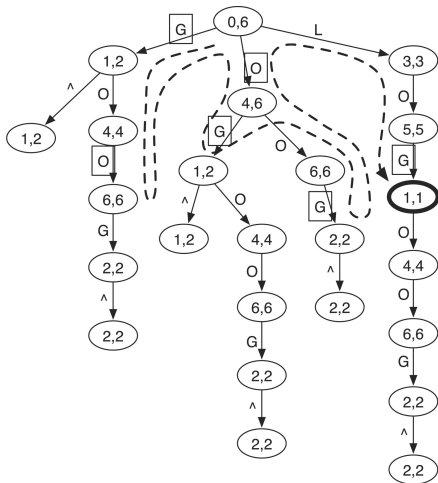 0,6
G L
1,2 O 3,3
^ O 4,6 O
1,2 4,4 G O 5,5
O 1,2 6,6 G
6,6 ^ O G 1,1
G 1,2 4,4 2,2 O
2,2 O ^ 4,4
^ 6,6 2,2 O
2,2 G 6,6
2,2 G
^ 2,2
2,2 ^
2,2